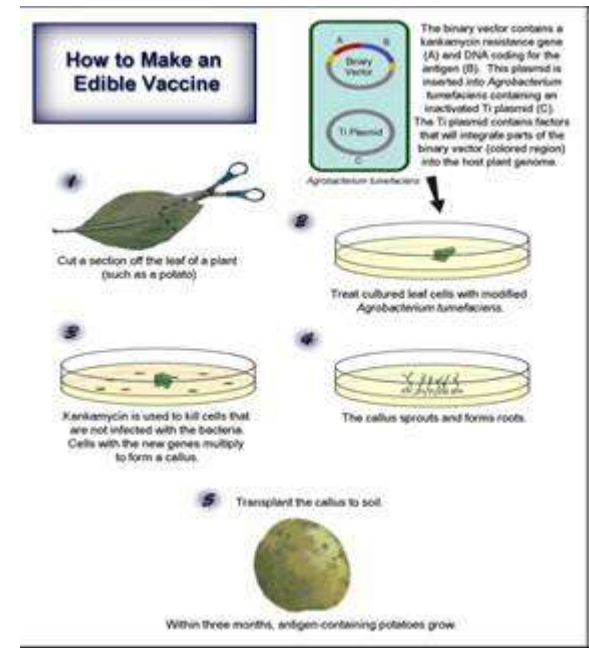 How to Make an
Edible Vaccine
A
B
Binary
Vector
Ti Plasmid
C
Agrobacterium tumefaciens
The binary vector contains a
kankamycin resistance gene
(A) and DNA coding for the
antigen (B). This plasmid is
inserted into Agrobacterium
tumefaciens containing an
inactivated Ti plasmid (C).
The Ti plasmid contains factors
that will integrate parts of the
binary vector (colored region)
into the host plant genome.
1
Cut a section off the leaf of a plant
(such as a potato)
2
Treat cultured leaf cells with modified
Agrobacterium tumefaciens.
3
Kankamycin is used to kill cells that
are not infected with the bacteria.
Cells with the new genes multiply
to form a callus.
4
The callus sprouts and forms roots.
5
Transplant the callus to soil.
Within three months, antigen-containing potatoes grow.